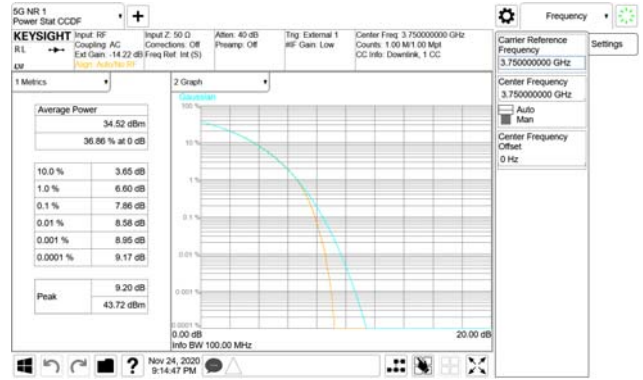 5G NR 1
Power Stat CCDF
Frequency
KEYSIGHT
RL
LXI
Input: RF
Coupling: AC
Ext Gain: -14.22 dB
Align: Auto/No RF
Input Z: 50 Ω
Corrections: Off
Freq Ref: Int (S)
Atten: 40 dB
Preamp: Off
Trig: External 1
#IF Gain: Low
Center Freq: 3.750000000 GHz
Counts: 1.00 M/1.00 Mpt
CC Info: Downlink, 1 CC
Carrier Reference
Frequency
3.750000000 GHz
Settings
Center Frequency
3.750000000 GHz
Auto
Man
Center Frequency
Offset
0 Hz
1 Metrics
Average Power
34.52 dBm
36.86 % at 0 dB
10.0 % 3.65 dB
1.0 % 6.60 dB
0.1 % 7.86 dB
0.01 % 8.58 dB
0.001 % 8.95 dB
0.0001 % 9.17 dB
Peak
9.20 dB
43.72 dBm
2 Graph
Gaussian
100 %
10 %
1 %
0.1 %
0.01 %
0.001 %
0.0001 %
0.00 dB
20.00 dB
Info BW 100.00 MHz
Nov 24, 2020
9:14:47 PM